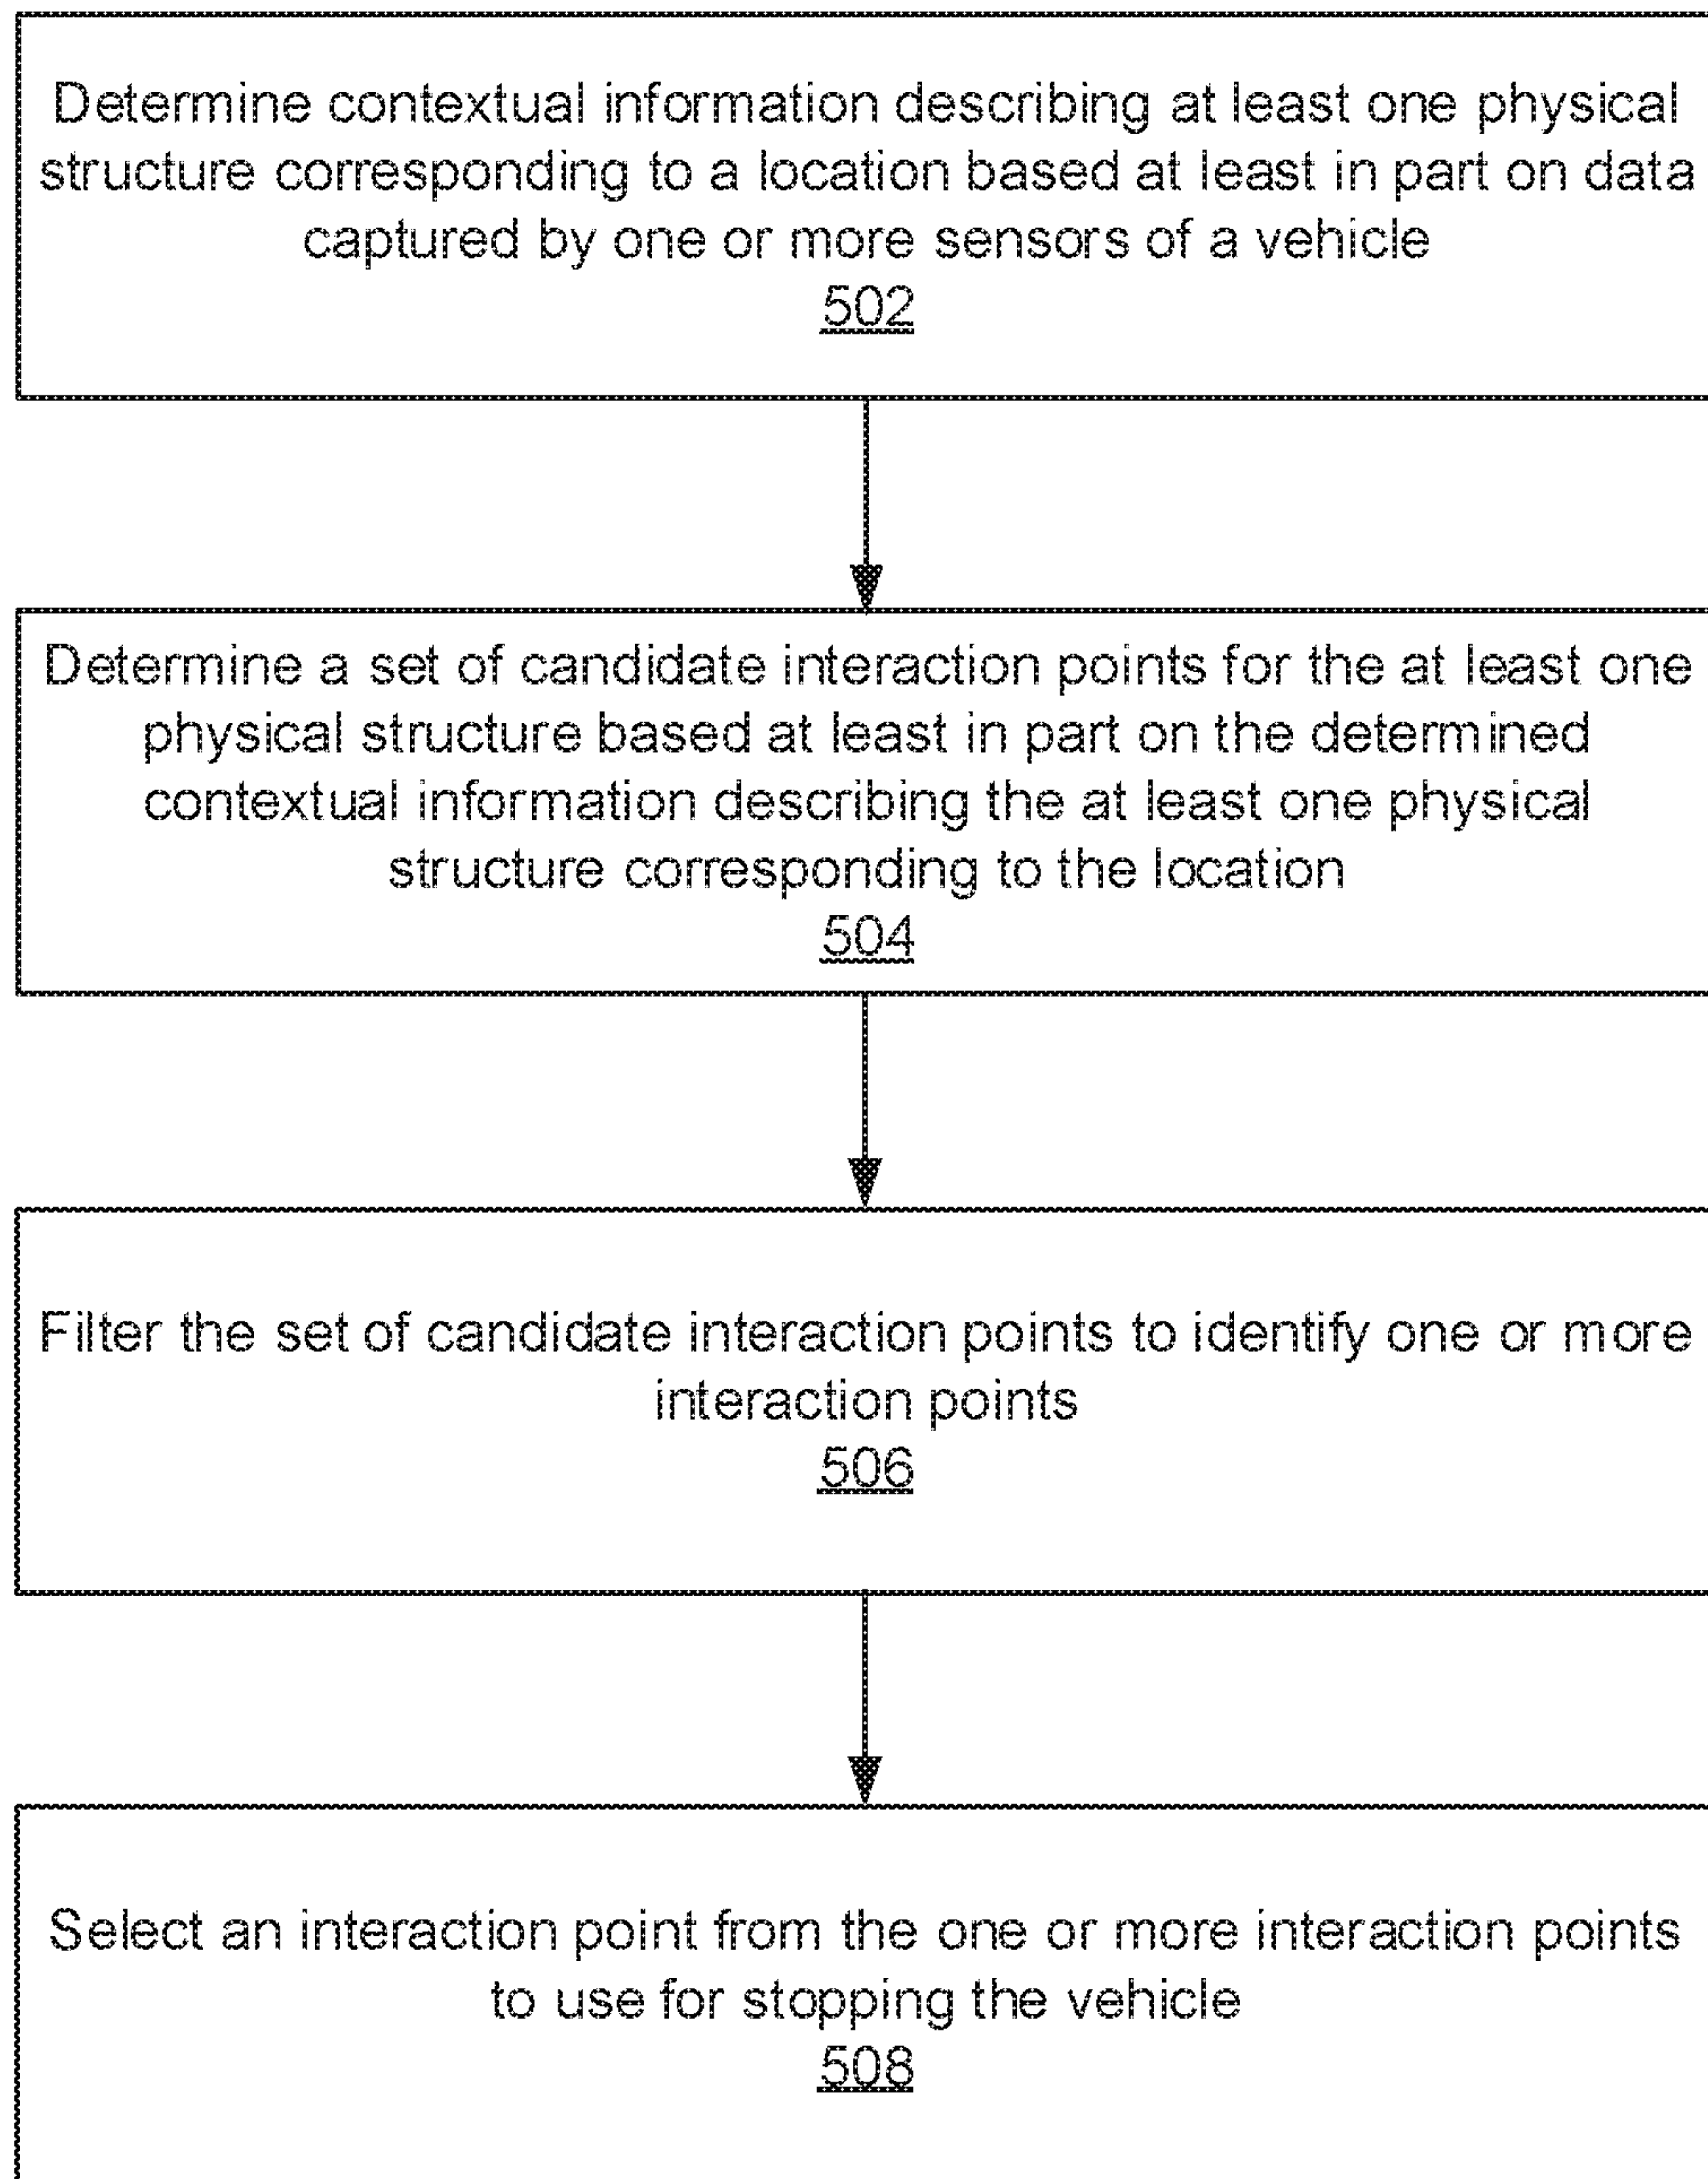 Determine contextual information describing at least one physical
structure corresponding to a location based at least in part on data
captured by one or more sensors of a vehicle
502
Determine a set of candidate interaction points for the at least one
physical structure based at least in part on the determined
contextual information describing the at least one physical
structure corresponding to the location
504
Filter the set of candidate interaction points to identify one or more
interaction points
506
Select an interaction point from the one or more interaction points
to use for stopping the vehicle
508